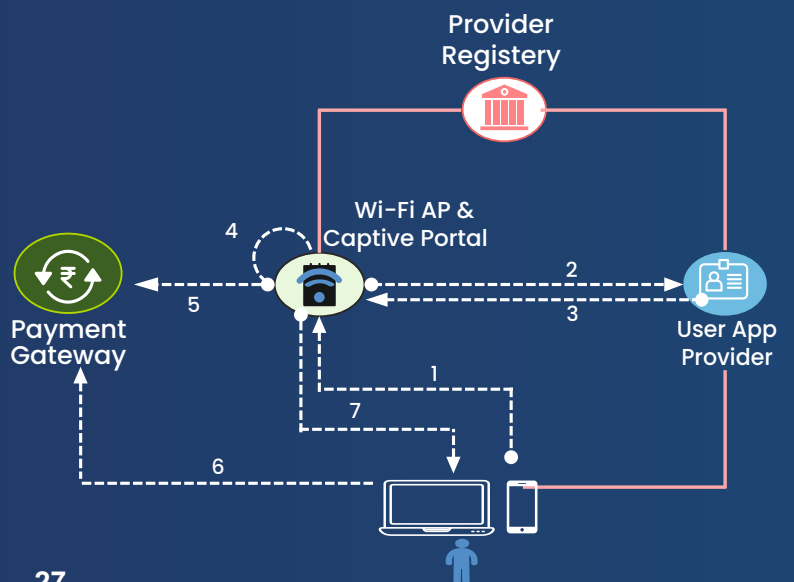 Provider
Registery
Wi-Fi AP &
Captive Portal
4
2
5
3
₹
Payment
Gateway
User App
Provider
1
7
6
27